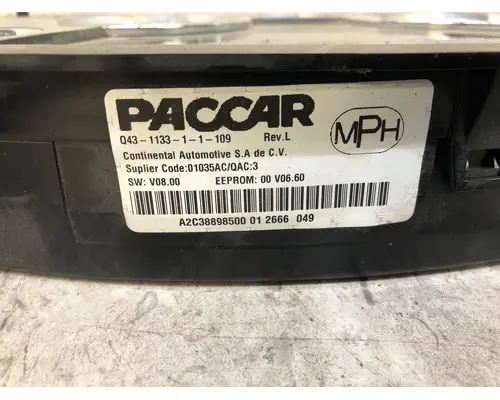 PACCAR
Q43-1133-1-1-109 Rev.L
MPH
Continental Automotive S.A de C.V.
Suplier Code:01035AC/QAC:3
SW: V08.00 EEPROM: 00 V06.60
A2C38898500 01 2666 049